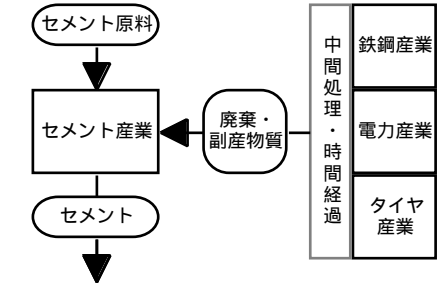 セメント原料
セメント産業
セメント
廃棄・
副産物質
中間処理・時間経過
鉄鋼産業
電力産業
タイヤ
産業